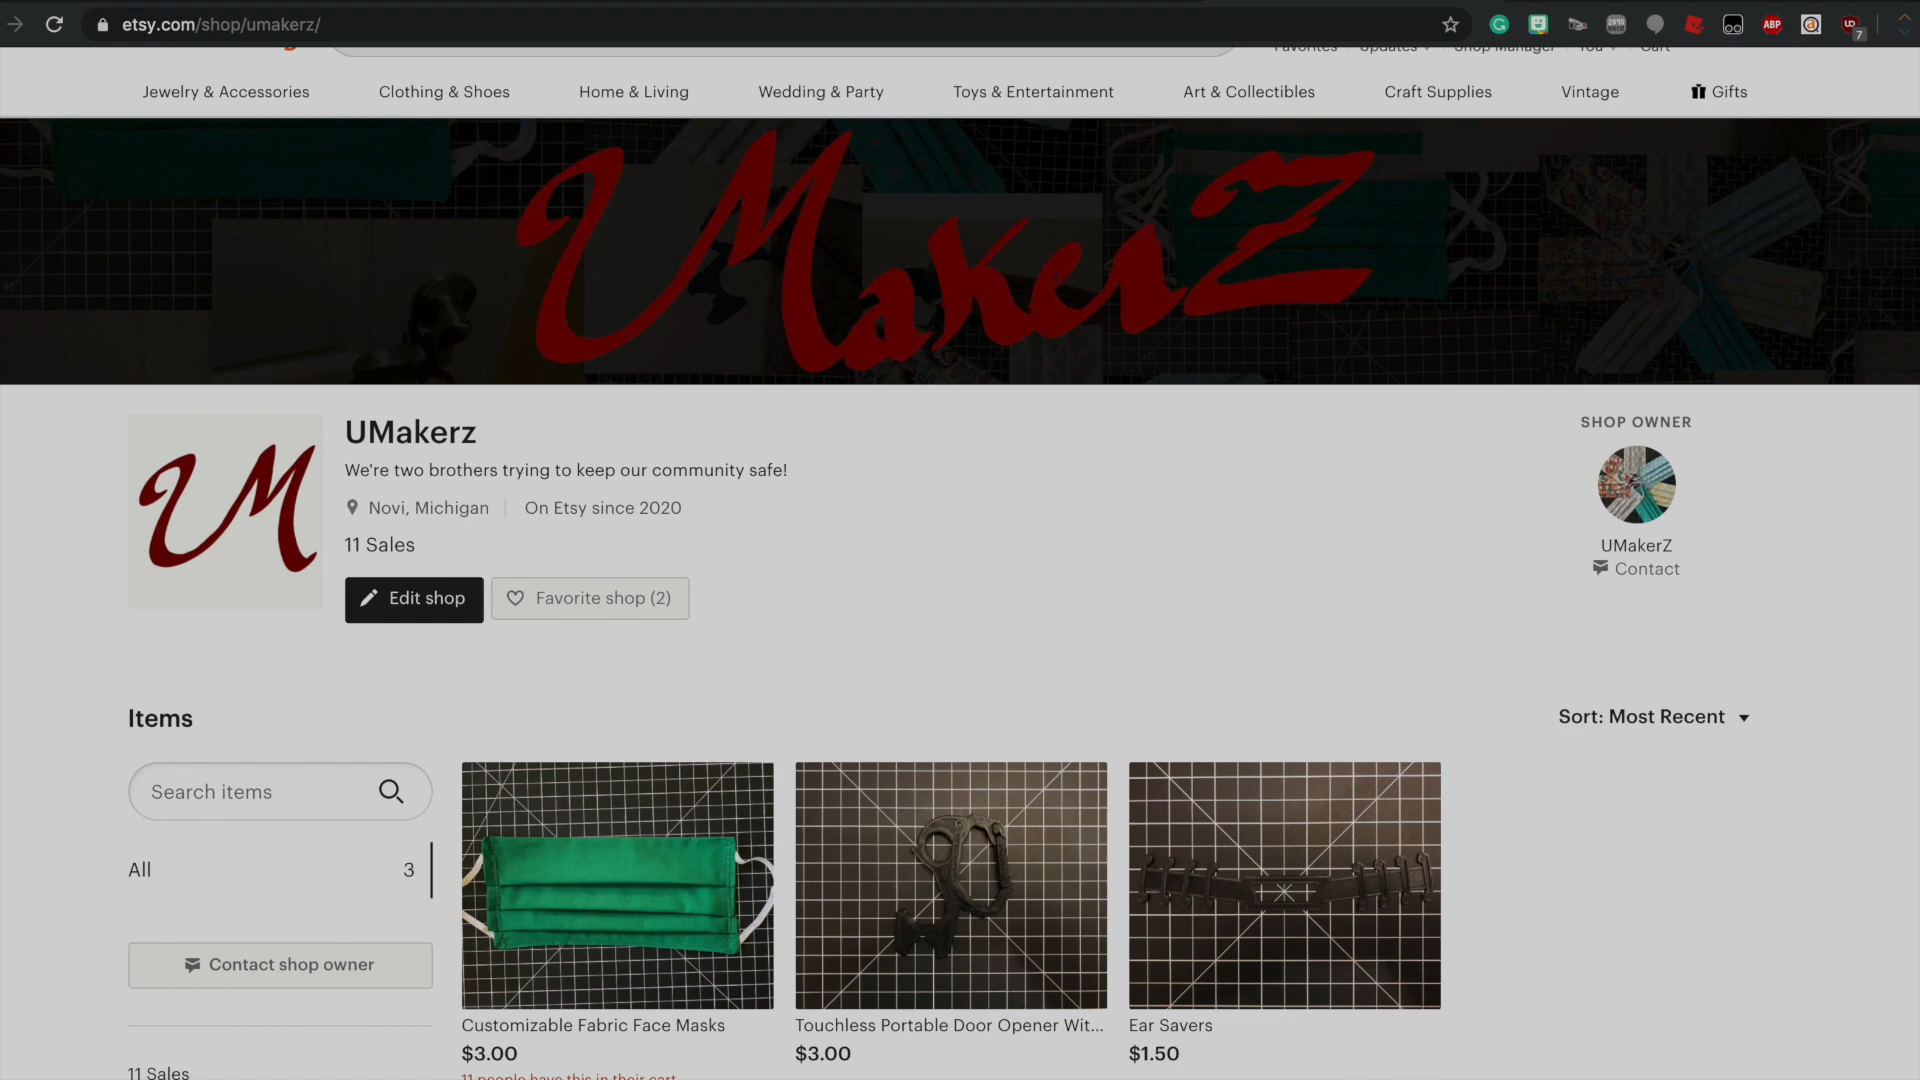 etsy.com/shop/umakerz/
7
Favorites Updates Shop Manager You Cart
Jewelry & Accessories Clothing & Shoes Home & Living Wedding & Party Toys & Entertainment Art & Collectibles Craft Supplies Vintage Gifts
UMakerZ
UM
UMakerz
We're two brothers trying to keep our community safe!
Novi, Michigan On Etsy since 2020
11 Sales
Edit shop Favorite shop (2)
SHOP OWNER
UMakerZ
Contact
Items
Sort: Most Recent
Search items
All 3
Contact shop owner
11 Sales
Customizable Fabric Face Masks
$3.00
11 people have this in their cart
Touchless Portable Door Opener Wit...
$3.00
Ear Savers
$1.50